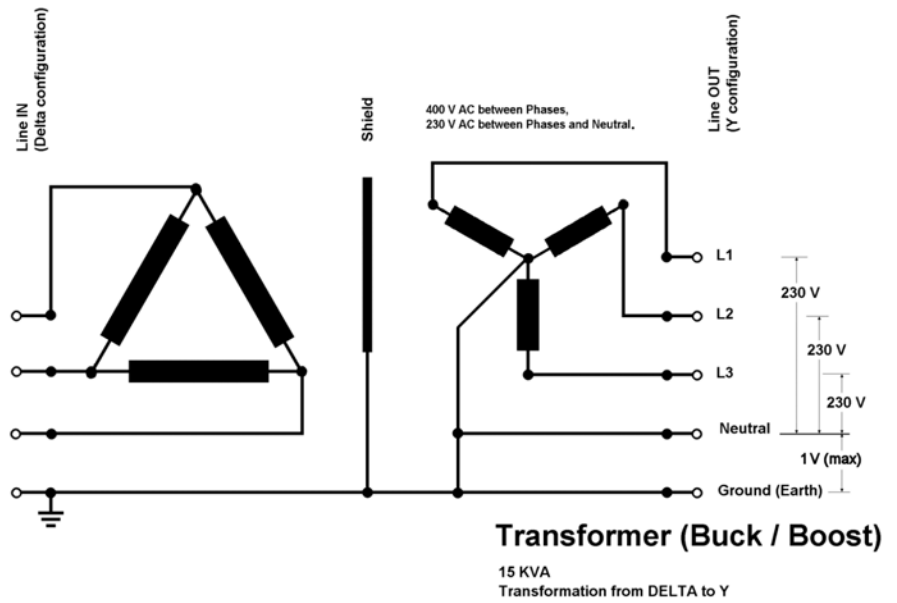 Line IN
(Delta configuration)
Shield
400 V AC between Phases,
230 V AC between Phases and Neutral.
Line OUT
(Y configuration)
L1
230 V
L2
230 V
L3
230 V
Neutral
1V (max)
Ground (Earth)
Transformer (Buck / Boost)
15 KVA
Transformation from DELTA to Y